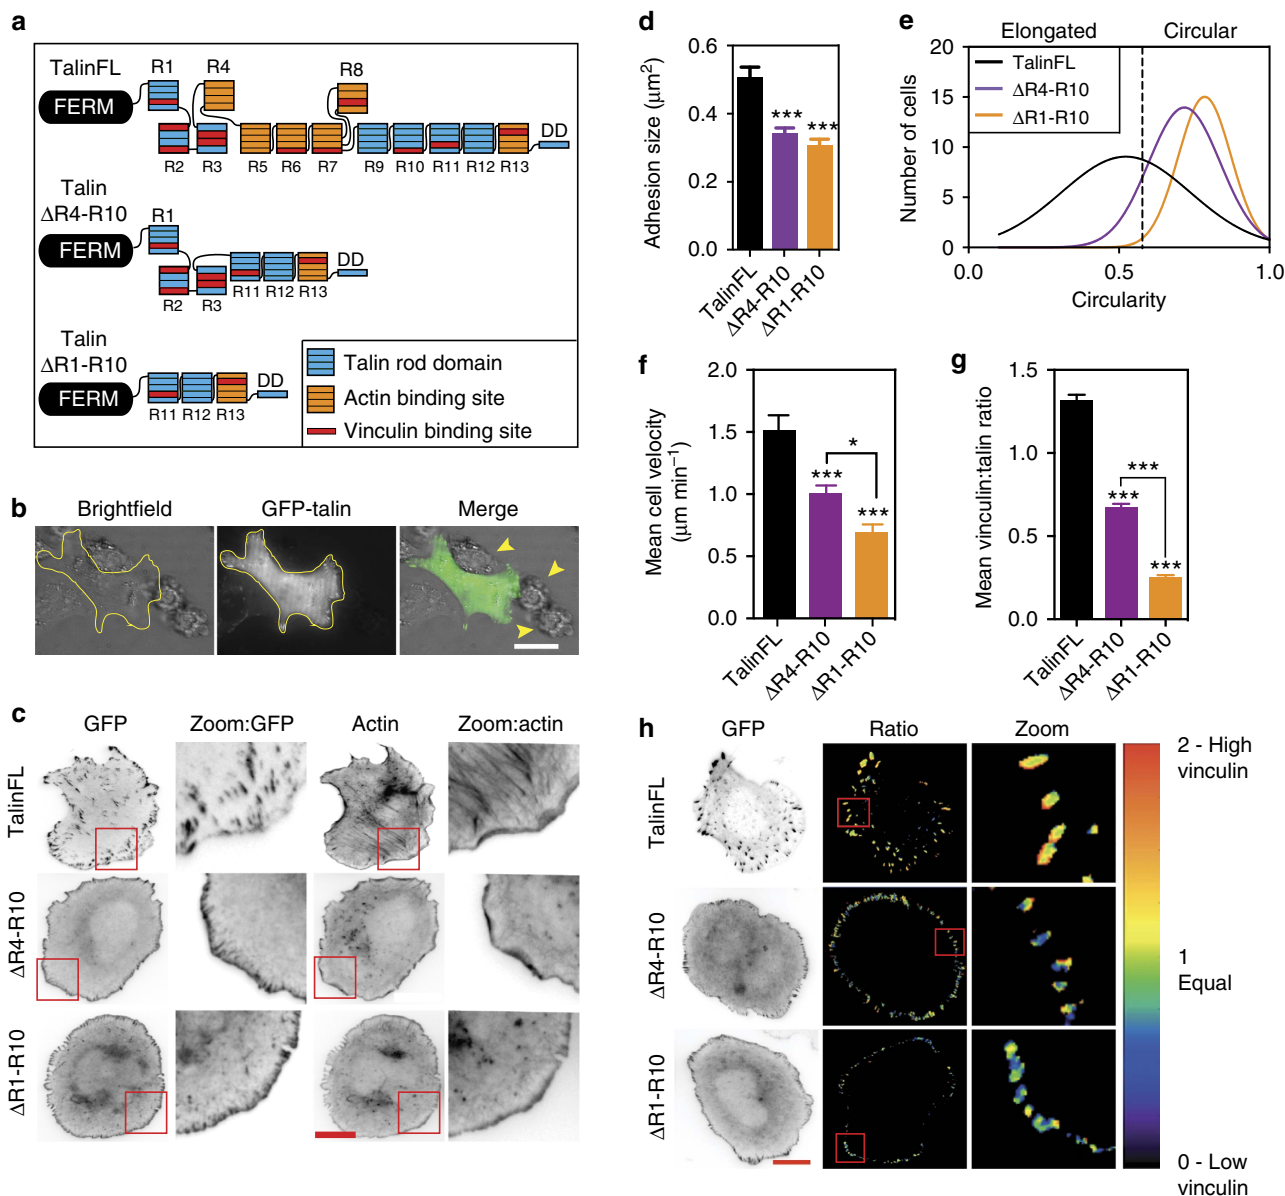 a
TalinFL
R1
R4
R8
FERM
DD
R2
R3
R5
R6
R7
R9
R10
R11
R12
R13
Talin
ΔR4-R10
R1
FERM
DD
R2
R3
R11
R12
R13
Talin
ΔR1-R10
FERM
DD
R11
R12
R13
Talin rod domain
Actin binding site
Vinculin binding site
b
Brightfield
GFP-talin
Merge
c
GFP
Zoom:GFP
Actin
Zoom:actin
TalinFL
ΔR4-R10
ΔR1-R10
d
Adhesion size (μm²)
0.6
0.4
0.2
0.0
***
***
TalinFL
ΔR4-R10
ΔR1-R10
e
Elongated
Circular
TalinFL
ΔR4-R10
ΔR1-R10
Number of cells
20
15
10
5
0
0.0
0.5
1.0
Circularity
f
Mean cell velocity
(μm min⁻¹)
2.0
1.5
1.0
0.5
0.0
*
***
***
TalinFL
ΔR4-R10
ΔR1-R10
g
Mean vinculin:talin ratio
1.5
1.0
0.5
0.0
***
***
***
TalinFL
ΔR4-R10
ΔR1-R10
h
GFP
Ratio
Zoom
TalinFL
ΔR4-R10
ΔR1-R10
2 - High
vinculin
1
Equal
0 - Low
vinculin